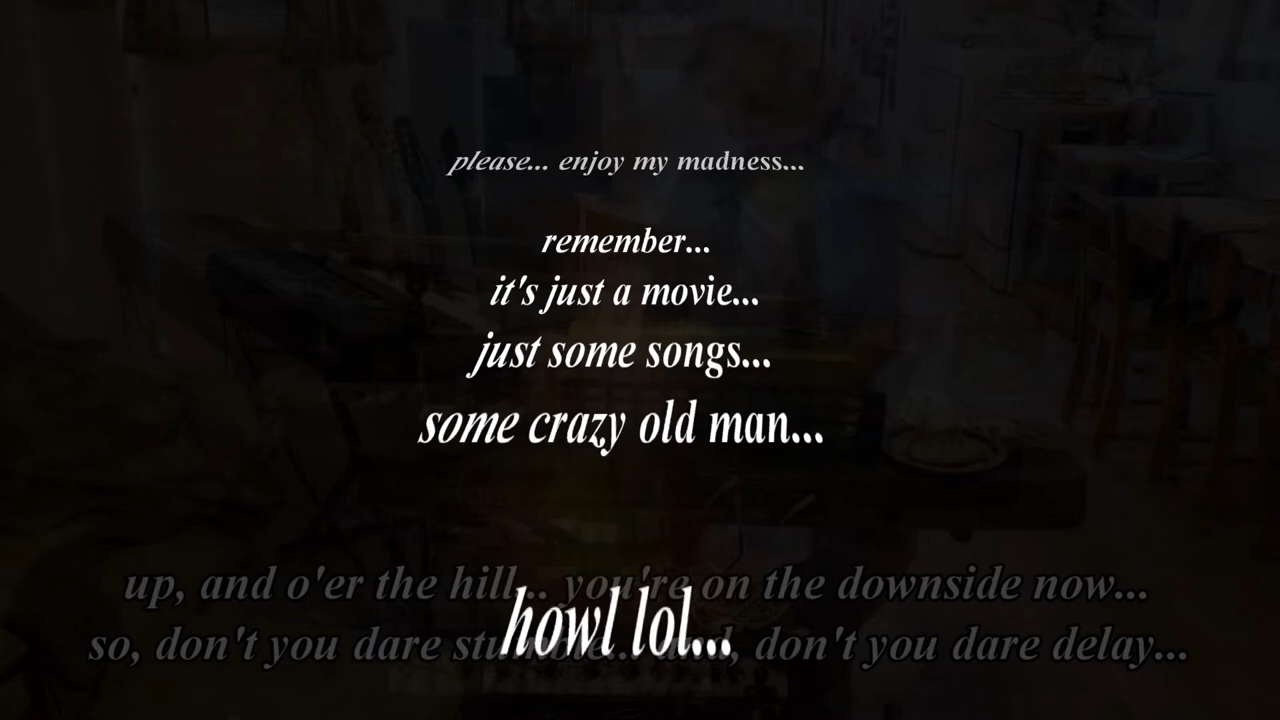 please... enjoy my madness...
remember...
it's just a movie...
just some songs...
some crazy old man...
up, and o'er the hill... you're on the downside now...
howl lol...
so, don't you dare stumble... and, don't you dare delay...